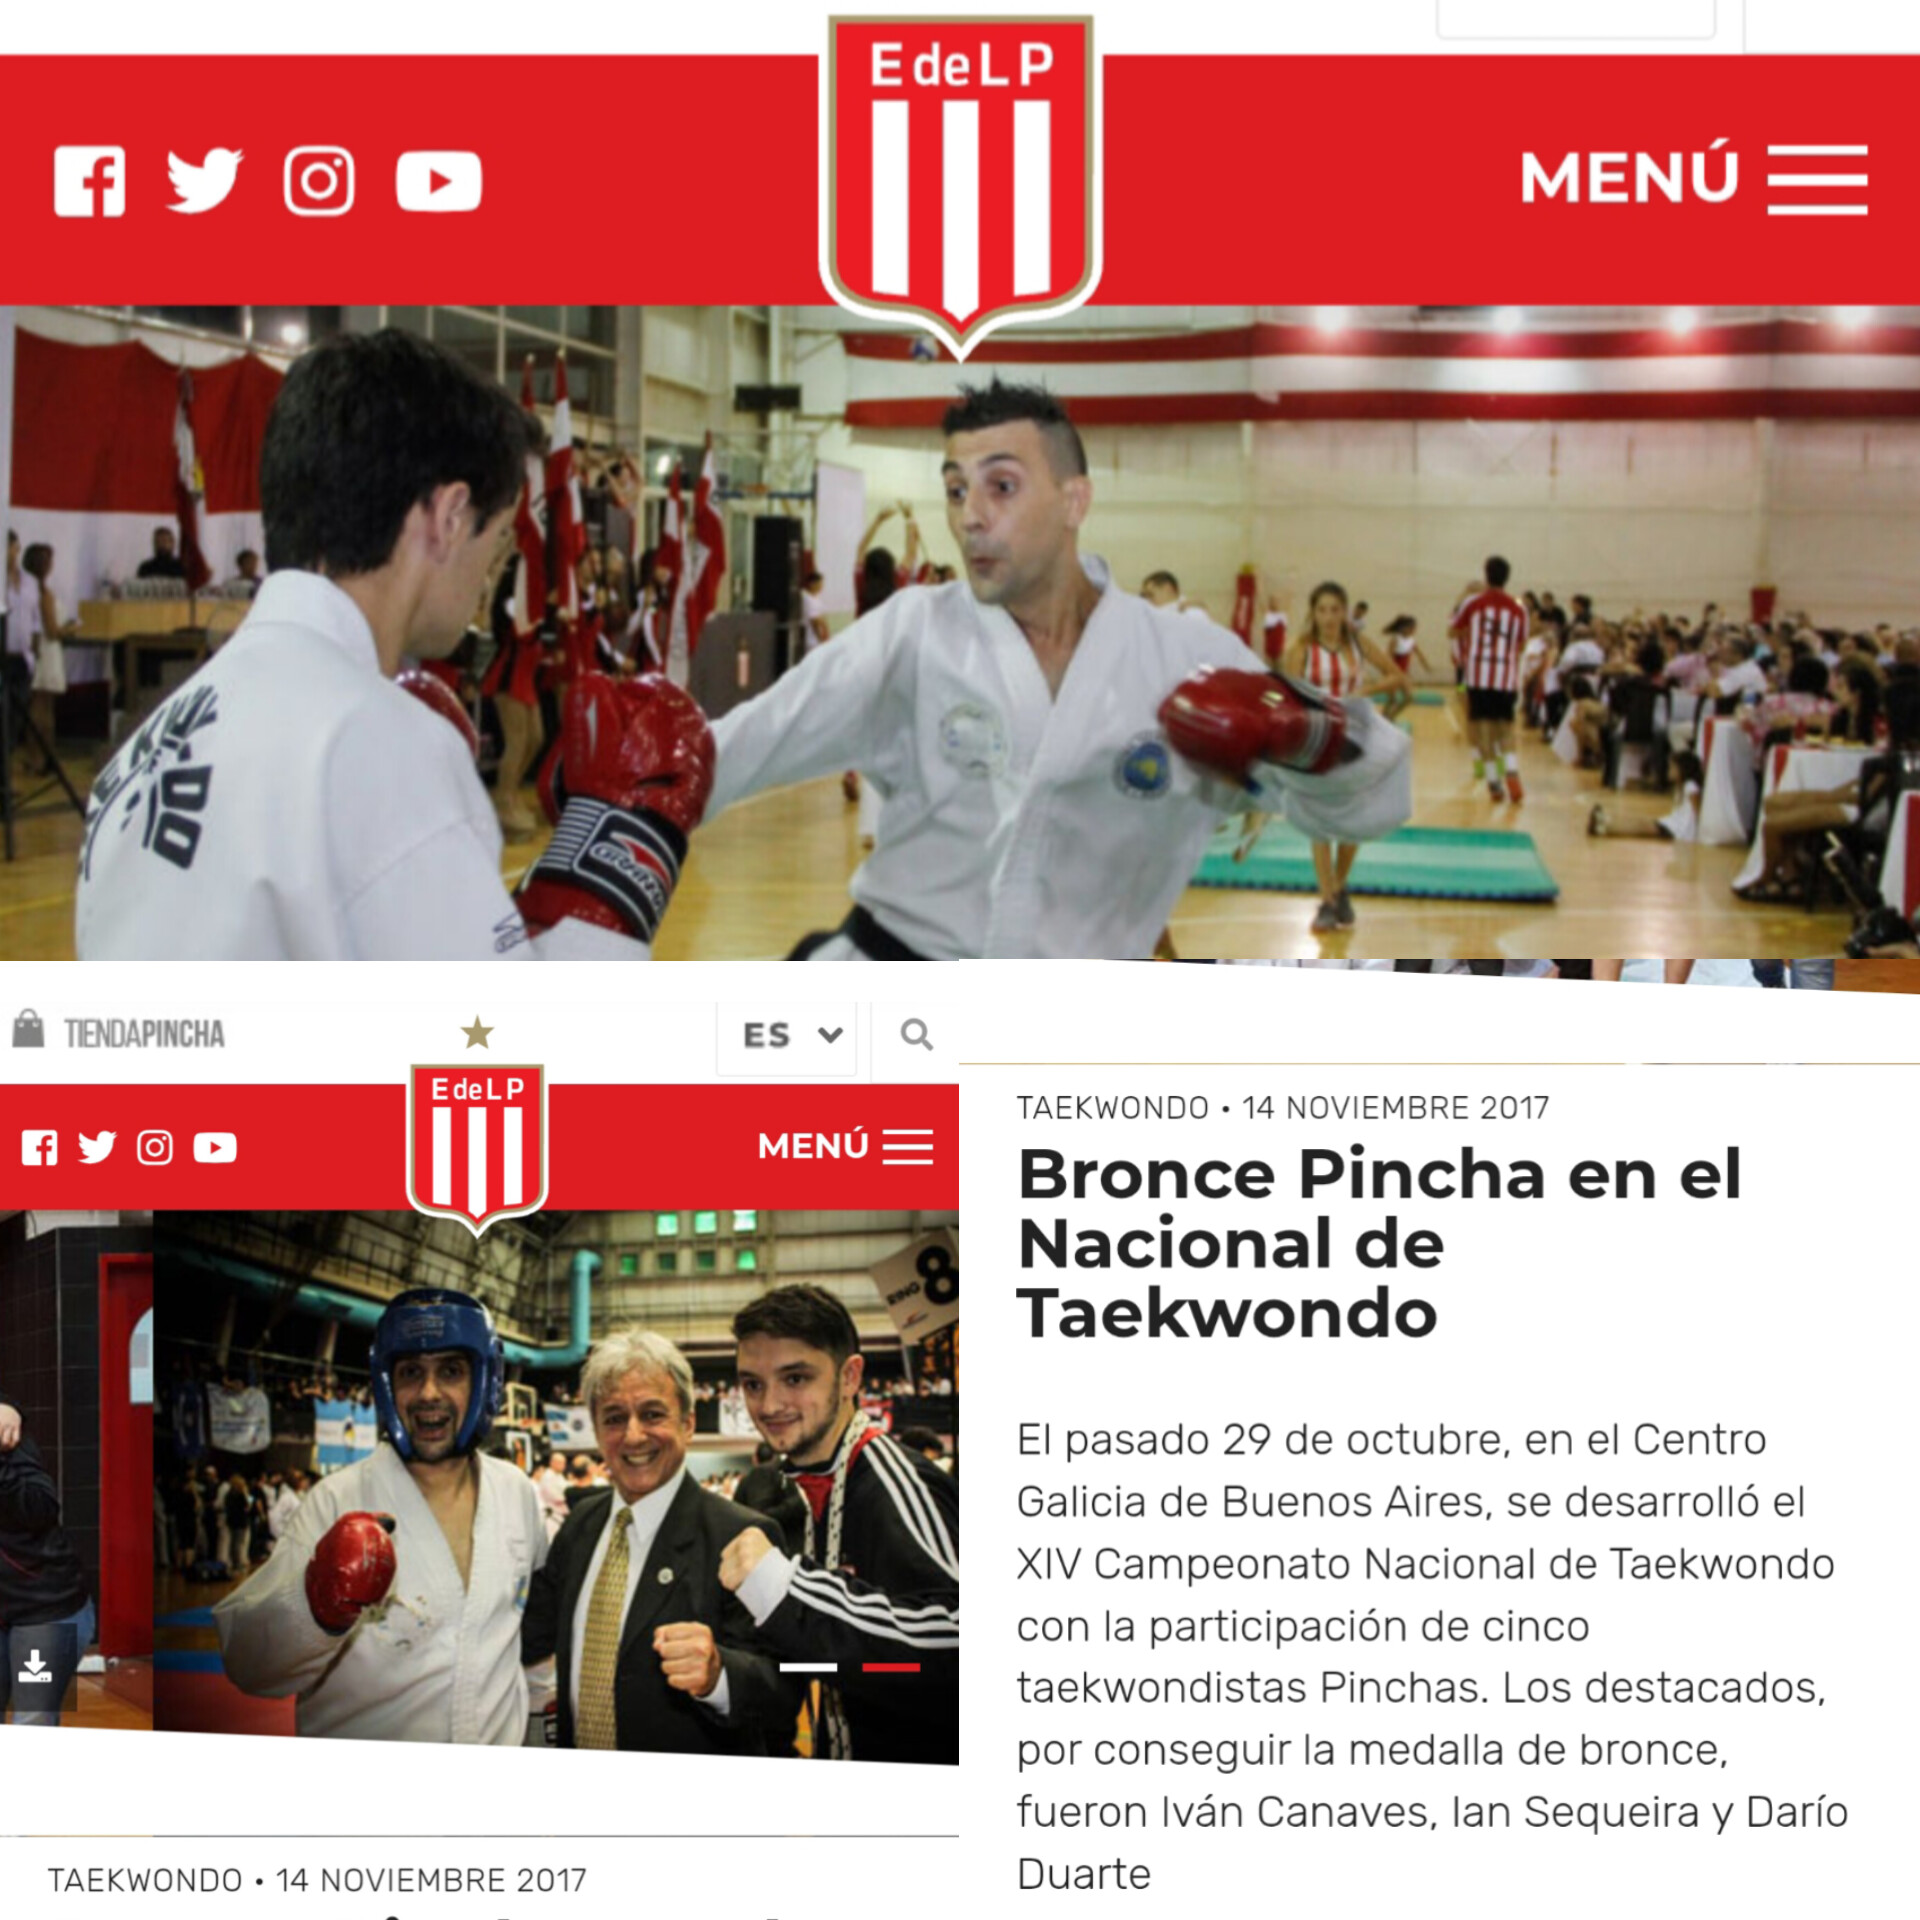 EdeLP
MENÚ
TIENDAPINCHA
ES
EdeLP
MENÚ
RING 8
TAEKWONDO • 14 NOVIEMBRE 2017
TAEKWONDO • 14 NOVIEMBRE 2017
Bronce Pincha en el
Nacional de
Taekwondo
El pasado 29 de octubre, en el Centro
Galicia de Buenos Aires, se desarrolló el
XIV Campeonato Nacional de Taekwondo
con la participación de cinco
taekwondistas Pinchas. Los destacados,
por conseguir la medalla de bronce,
fueron Iván Canaves, Ian Sequeira y Darío
Duarte